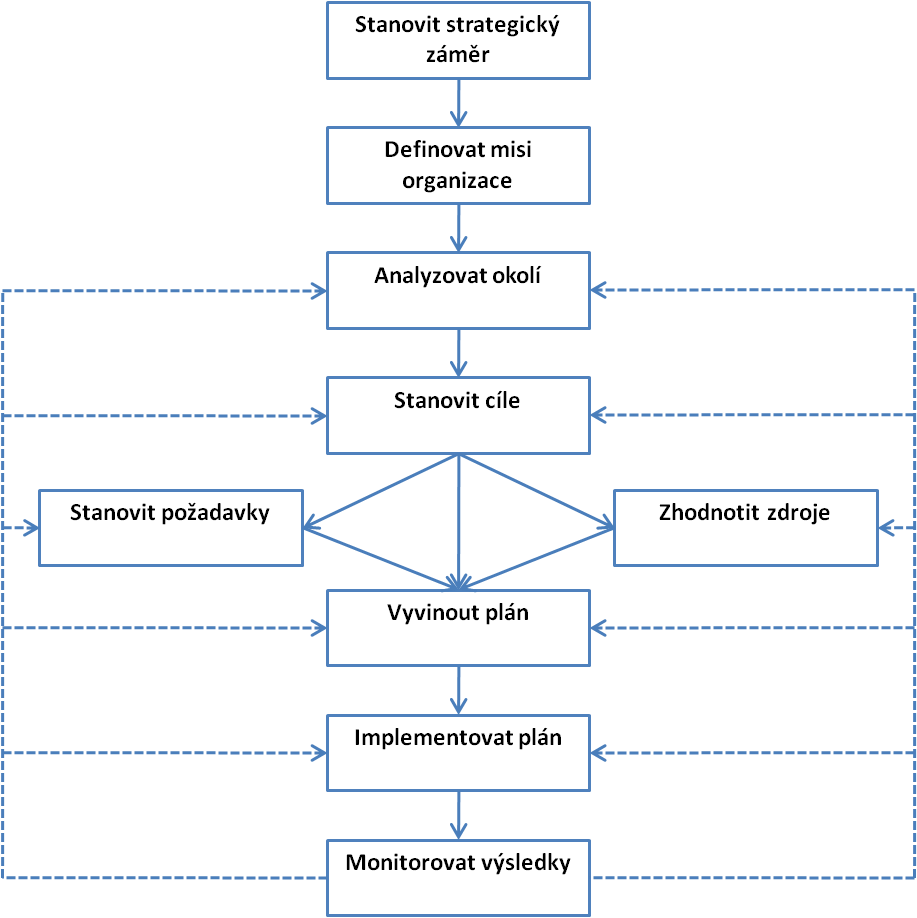 Stanovit strategický
záměr
Definovat misi
organizace
Analyzovat okolí
Stanovit cíle
Stanovit požadavky
Zhodnotit zdroje
Vyvinout plán
Implementovat plán
Monitorovat výsledky